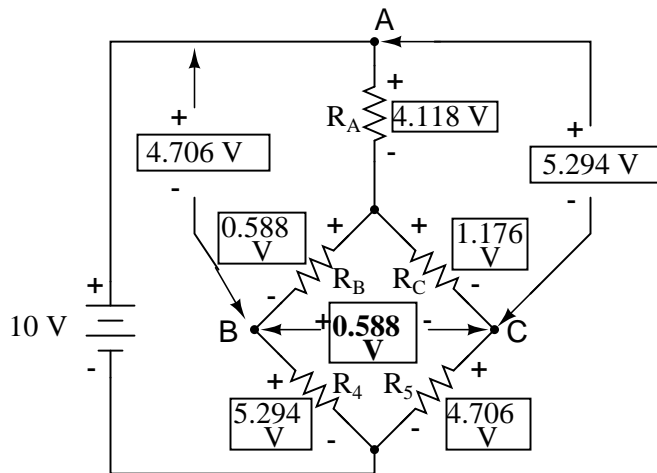 A
+
+
+
R_A
4.118 V
4.706 V
5.294 V
-
-
-
0.588
V
+
+
1.176
V
+
R_B
R_C
-
-
10 V
B
+
0.588
V
-
C
-
+
R_4
R_5
+
5.294
V
-
-
4.706
V